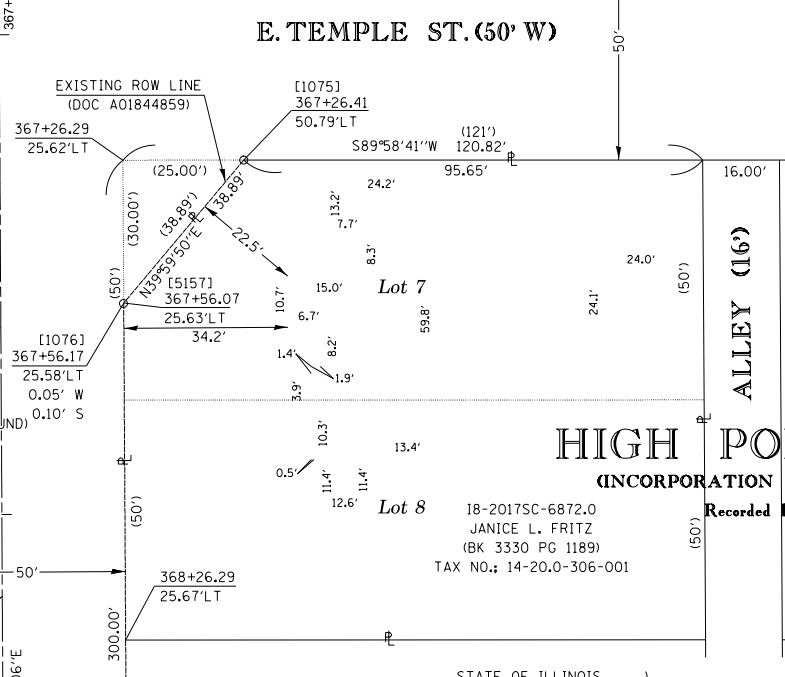 367+
E. TEMPLE ST. (50' W)
50'
EXISTING ROW LINE
(DOC A01844859)
[1075]
367+26.41
50.79'LT
367+26.29
25.62'LT
(121')
S89°58'41"W 120.82'
(25.00')
95.65'
16.00'
24.2'
38.89'
(38.89')
(30.00')
13.2'
7.7'
22.5'
8.3'
24.0'
ALLEY (16')
N39°59'50"E
(50')
[5157]
367+56.07
25.63'LT
34.2'
15.0'
Lot 7
(50')
10.7'
6.7'
59.8'
24.1'
[1076]
367+56.17
25.58'LT
0.05' W
0.10' S
UND)
1.4'
8.2'
1.9'
3.9'
10.3'
13.4'
HIGH PO
(INCORPORATION
Recorded
0.5'
11.4'
11.4'
12.6'
Lot 8
I8-2017SC-6872.0
JANICE L. FRITZ
(BK 3330 PG 1189)
TAX NO.; 14-20.0-306-001
(50')
(50')
50'
368+26.29
25.67'LT
300.00'
06"E
STATE OF ILLINOIS )